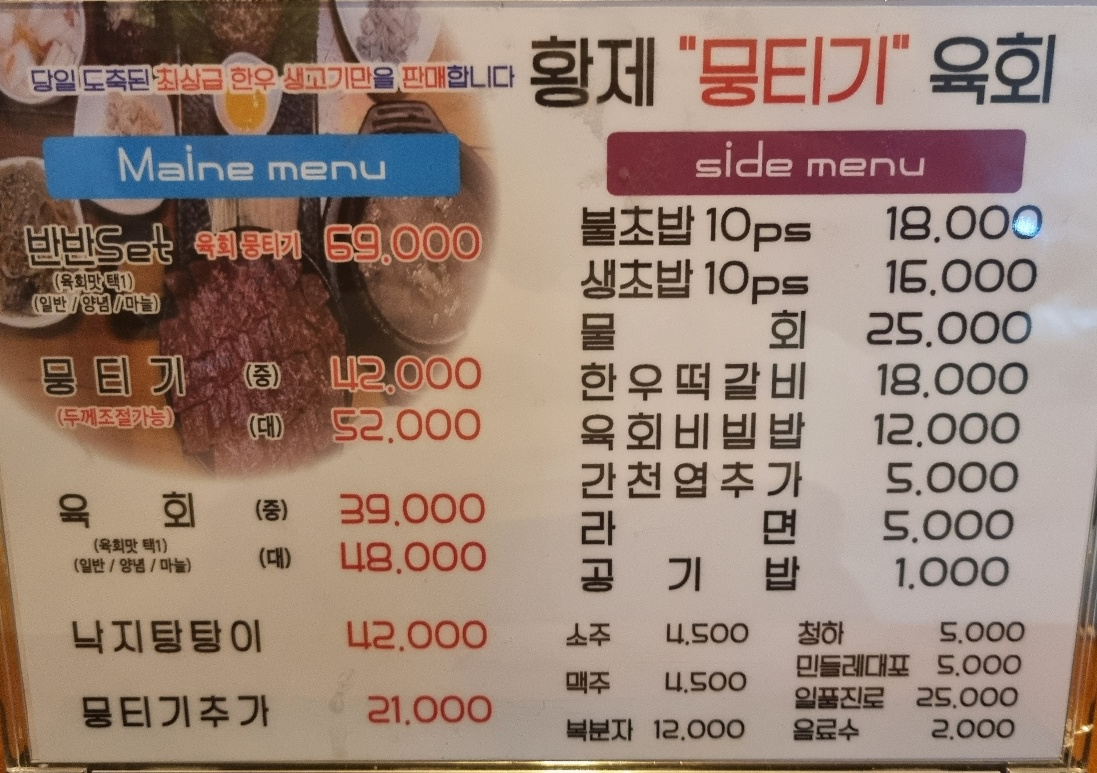 당일 도축된 최상급 한우 생고기만을 판매합니다
황제 "뭉티기" 육회
Maine menu
반반Set 육회 뭉티기 69.000
(육회맛 택1)
(일반 / 양념 / 마늘)
뭉티기 (중) 42.000
(두께조절가능) (대) 52.000
육회 (중) 39.000
(육회맛 택1)
(일반 / 양념 / 마늘) (대) 48.000
낙지탕탕이 42.000
뭉티기추가 21.000
side menu
불초밥 10ps 18.000
생초밥 10ps 16.000
물회 25.000
한우떡갈비 18.000
육회비빔밥 12.000
간천엽추가 5.000
라면 5.000
공기밥 1.000
소주 4.500
맥주 4.500
복분자 12.000
청하 5.000
민들레대포 5.000
일품진로 25.000
음료수 2.000